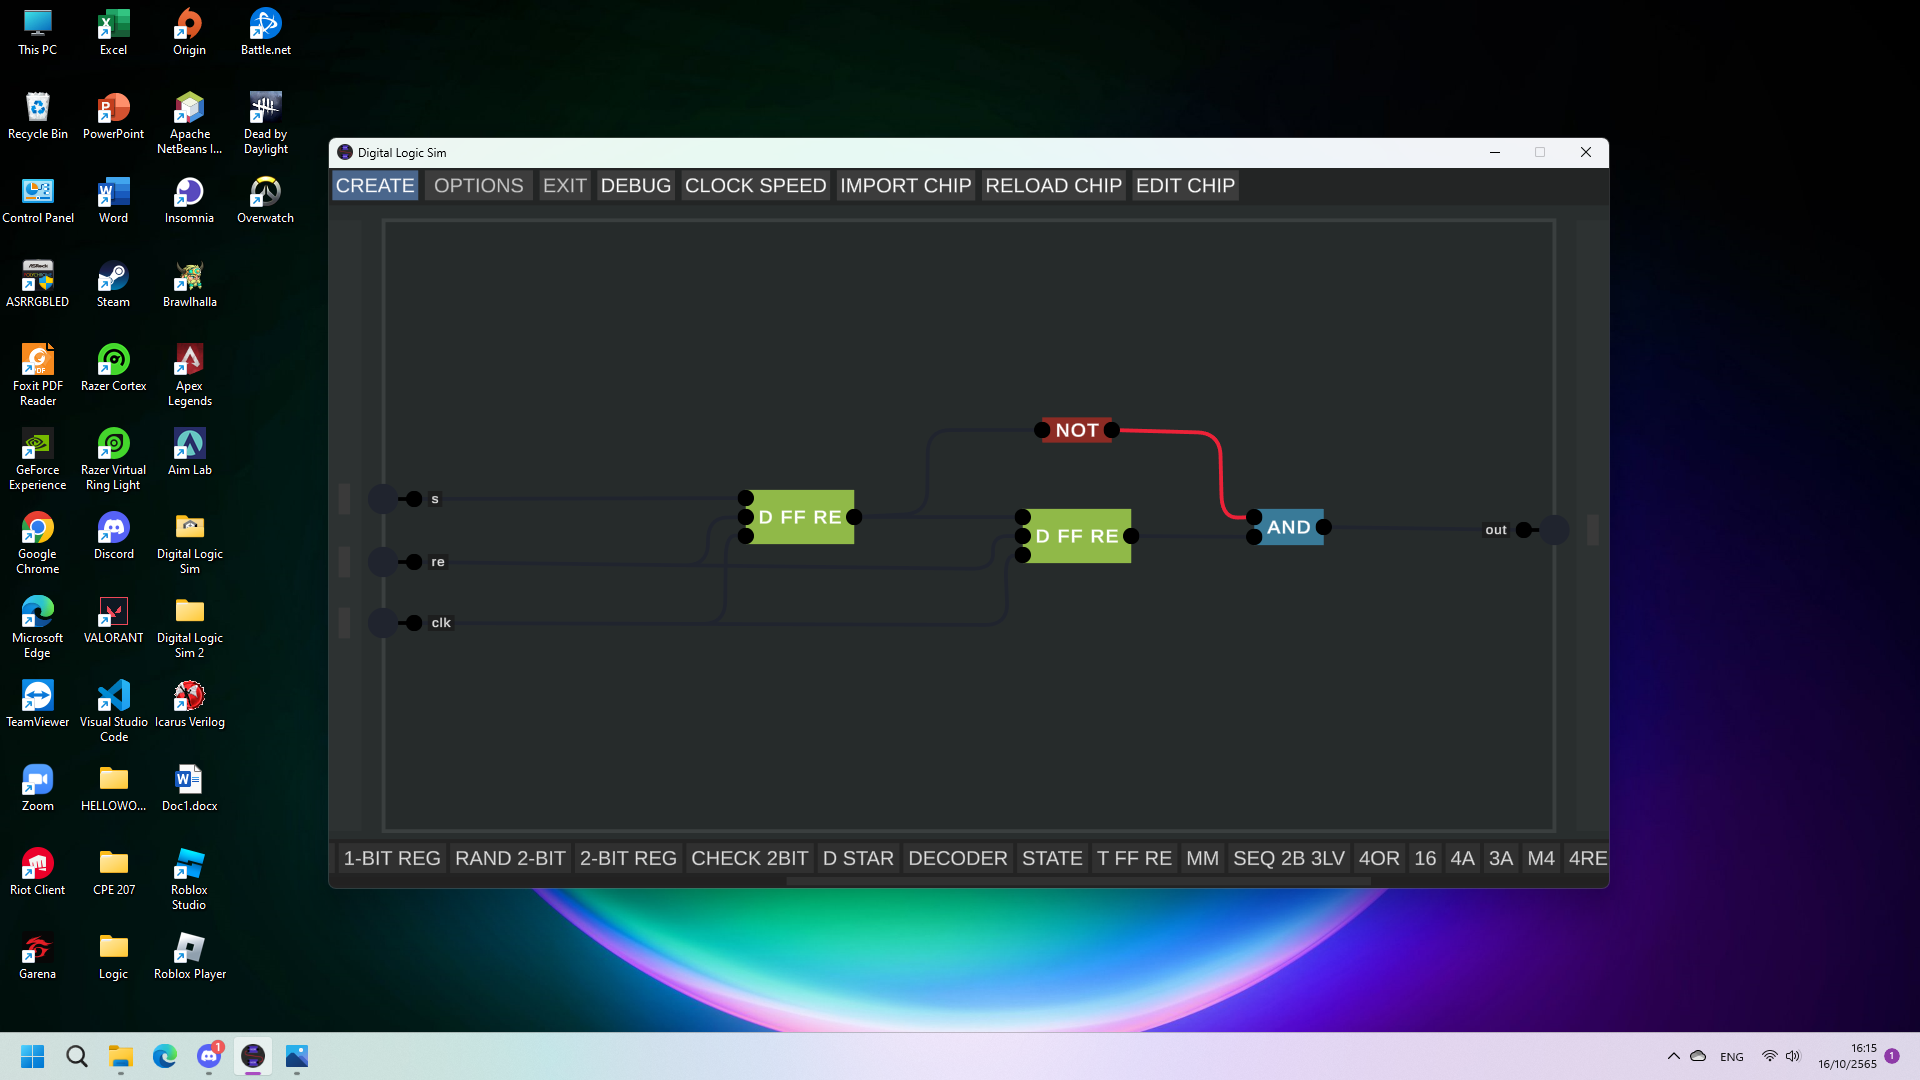 This PC
Excel
Origin
Battle.net
Recycle Bin
PowerPoint
Apache
NetBeans I...
Dead by
Daylight
Control Panel
Word
Insomnia
Overwatch
ASRRGBLED
Steam
Brawlhalla
Foxit PDF
Reader
Razer Cortex
Apex
Legends
GeForce
Experience
Razer Virtual
Ring Light
Aim Lab
Google
Chrome
Discord
Digital Logic
Sim
Microsoft
Edge
VALORANT
Digital Logic
Sim 2
TeamViewer
Visual Studio
Code
Icarus Verilog
Zoom
HELLOWO...
Doc1.docx
Riot Client
CPE 207
Roblox
Studio
Garena
Logic
Roblox Player
Digital Logic Sim
CREATE OPTIONS EXIT DEBUG CLOCK SPEED IMPORT CHIP RELOAD CHIP EDIT CHIP
NOT
s
D FF RE
re
D FF RE
AND
out
clk
1-BIT REG RAND 2-BIT 2-BIT REG CHECK 2BIT D STAR DECODER STATE T FF RE MM SEQ 2B 3LV 4OR 16 4A 3A M4 4RE
1
ENG
16:15
16/10/2565
1